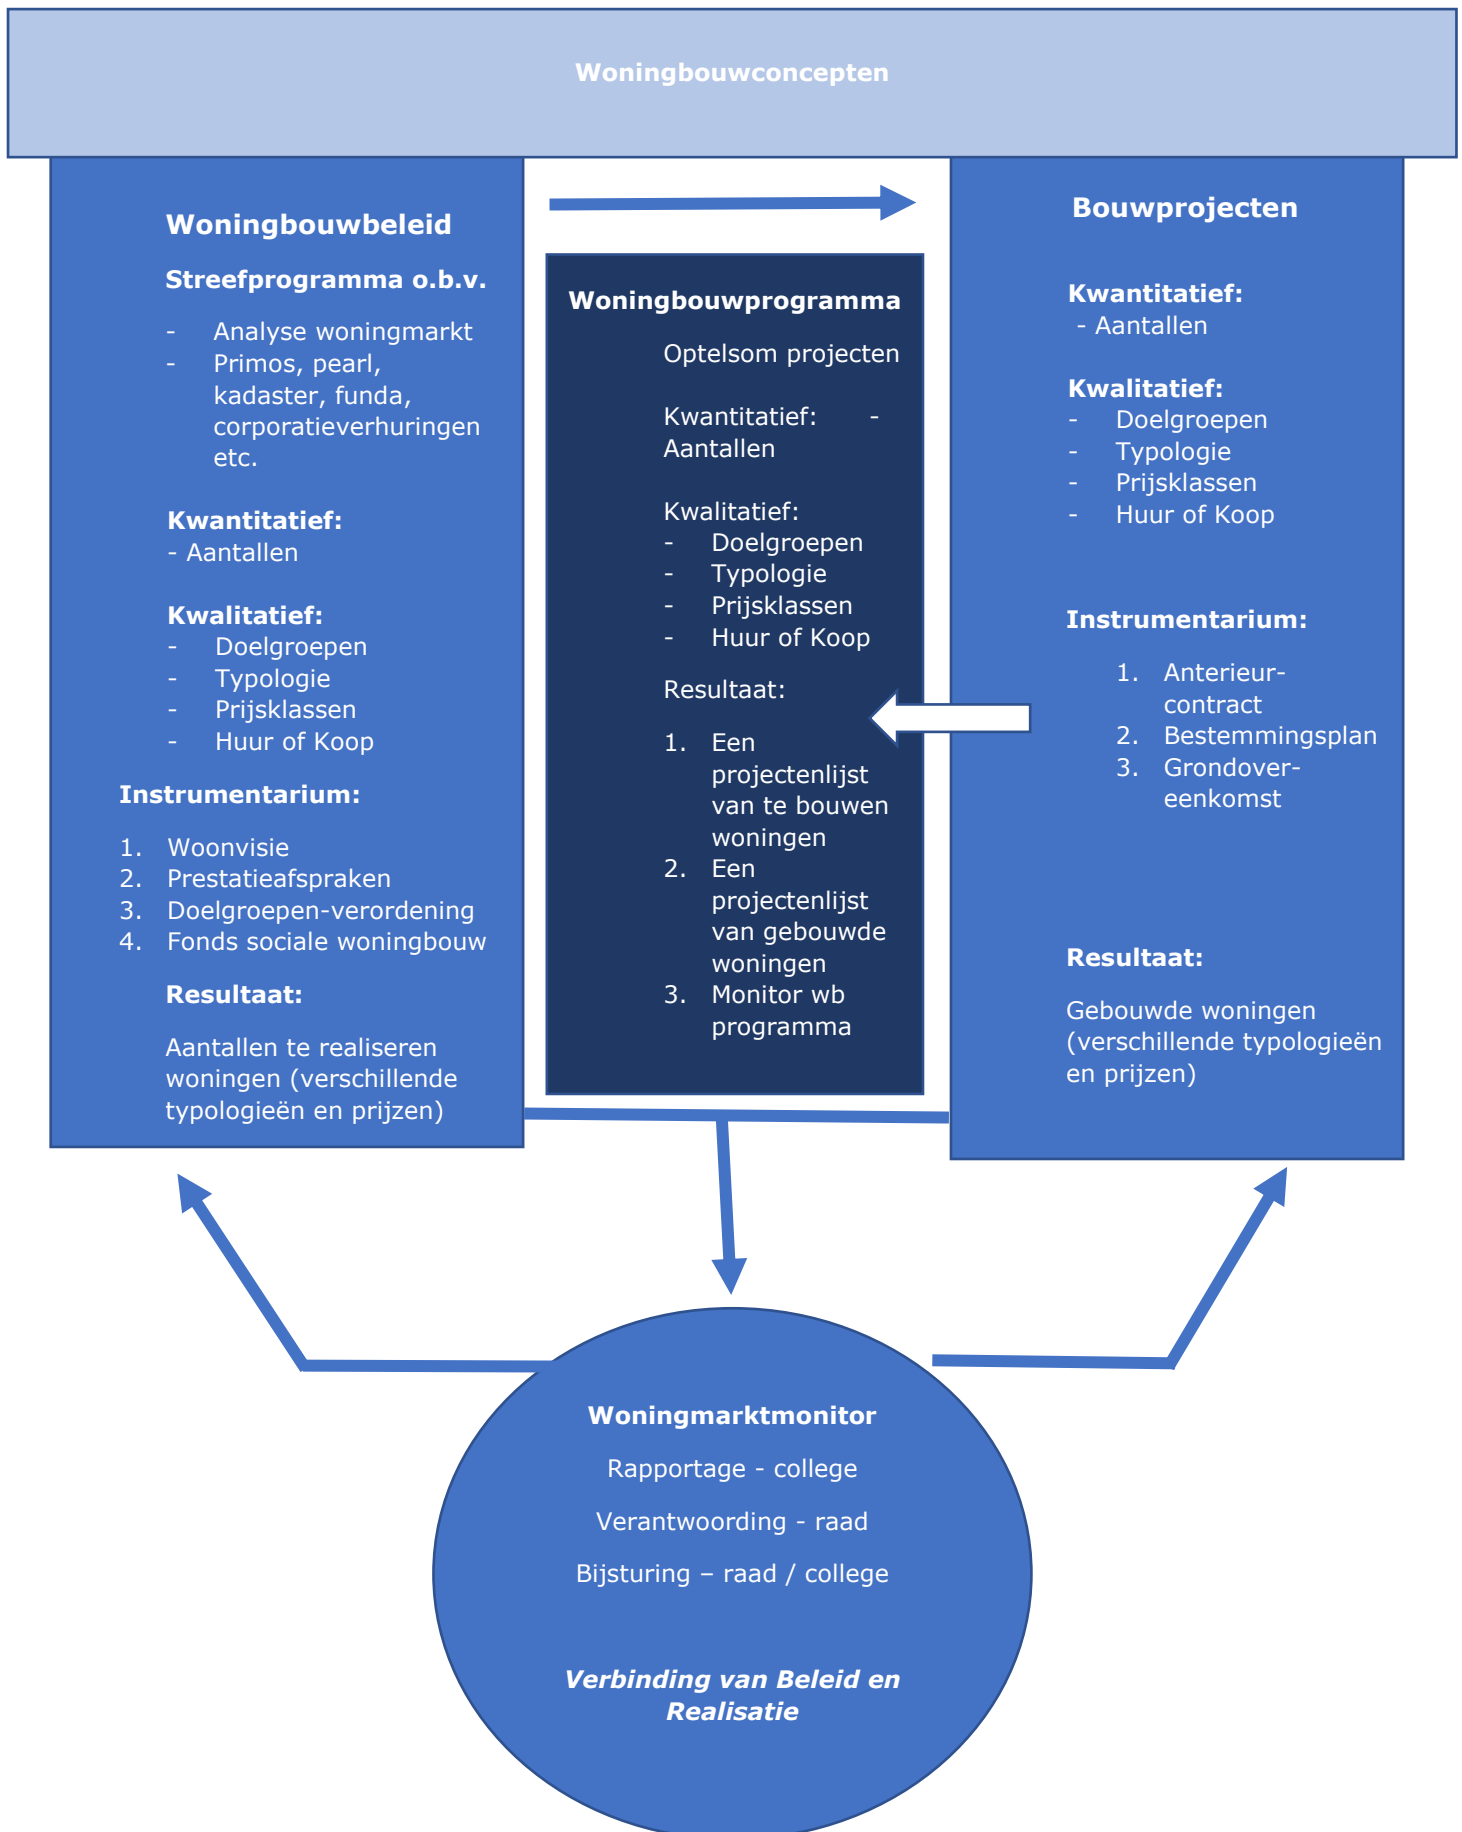 Woningbouwconcepten
Woningbouwbeleid
Streefprogramma o.b.v.
- Analyse woningmarkt
- Primos, pearl,
kadaster, funda,
corporatieverhuringen
etc.
Kwantitatief:
- Aantallen
Kwalitatief:
- Doelgroepen
- Typologie
- Prijsklassen
- Huur of Koop
Instrumentarium:
1. Woonvisie
2. Prestatieafspraken
3. Doelgroepen-verordening
4. Fonds sociale woningbouw
Resultaat:
Aantallen te realiseren
woningen (verschillende
typologieën en prijzen)
Woningbouwprogramma
Optelsom projecten
Kwantitatief: -
Aantallen
Kwalitatief:
- Doelgroepen
- Typologie
- Prijsklassen
- Huur of Koop
Resultaat:
1. Een
projectenlijst
van te bouwen
woningen
2. Een
projectenlijst
van gebouwde
woningen
3. Monitor wb
programma
Bouwprojecten
Kwantitatief:
- Aantallen
Kwalitatief:
- Doelgroepen
- Typologie
- Prijsklassen
- Huur of Koop
Instrumentarium:
1. Anterieur-
contract
2. Bestemmingsplan
3. Grondover-
eenkomst
Resultaat:
Gebouwde woningen
(verschillende typologieën
en prijzen)
Woningmarktmonitor
Rapportage - college
Verantwoording - raad
Bijsturing – raad / college
Verbinding van Beleid en
Realisatie